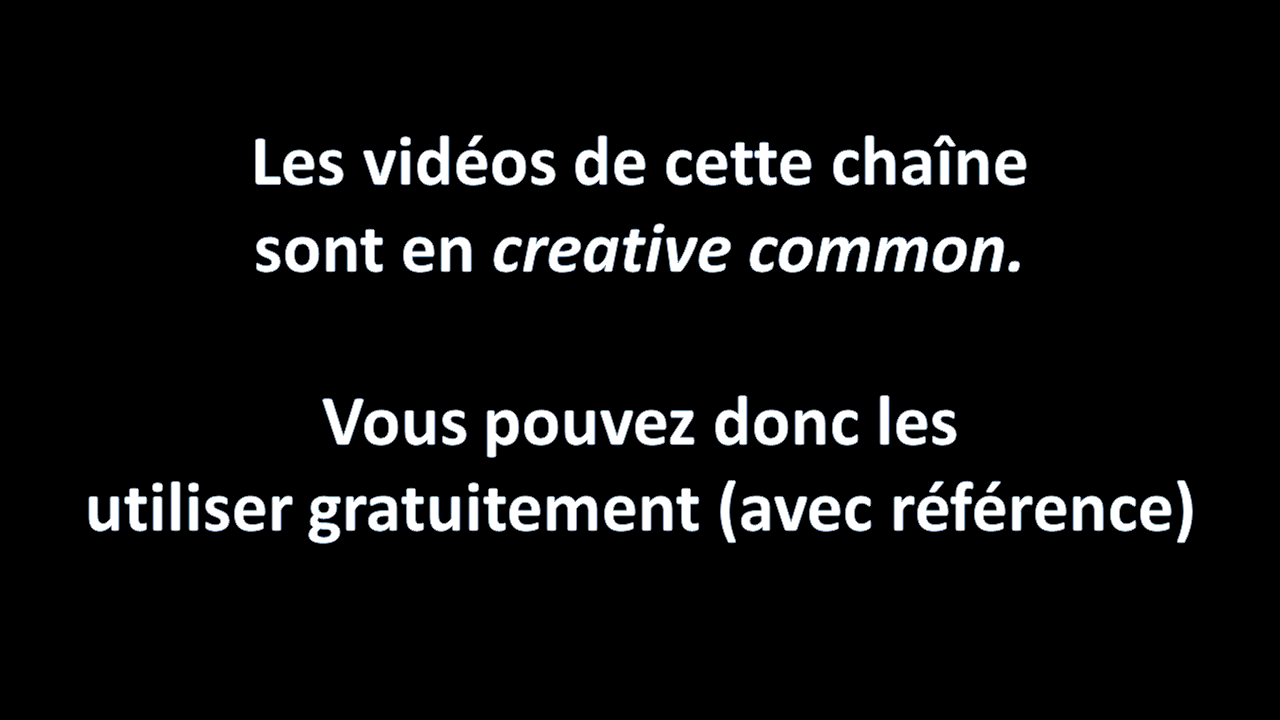 Les vidéos de cette chaîne
sont en creative common.
Vous pouvez donc les
utiliser gratuitement (avec référence)